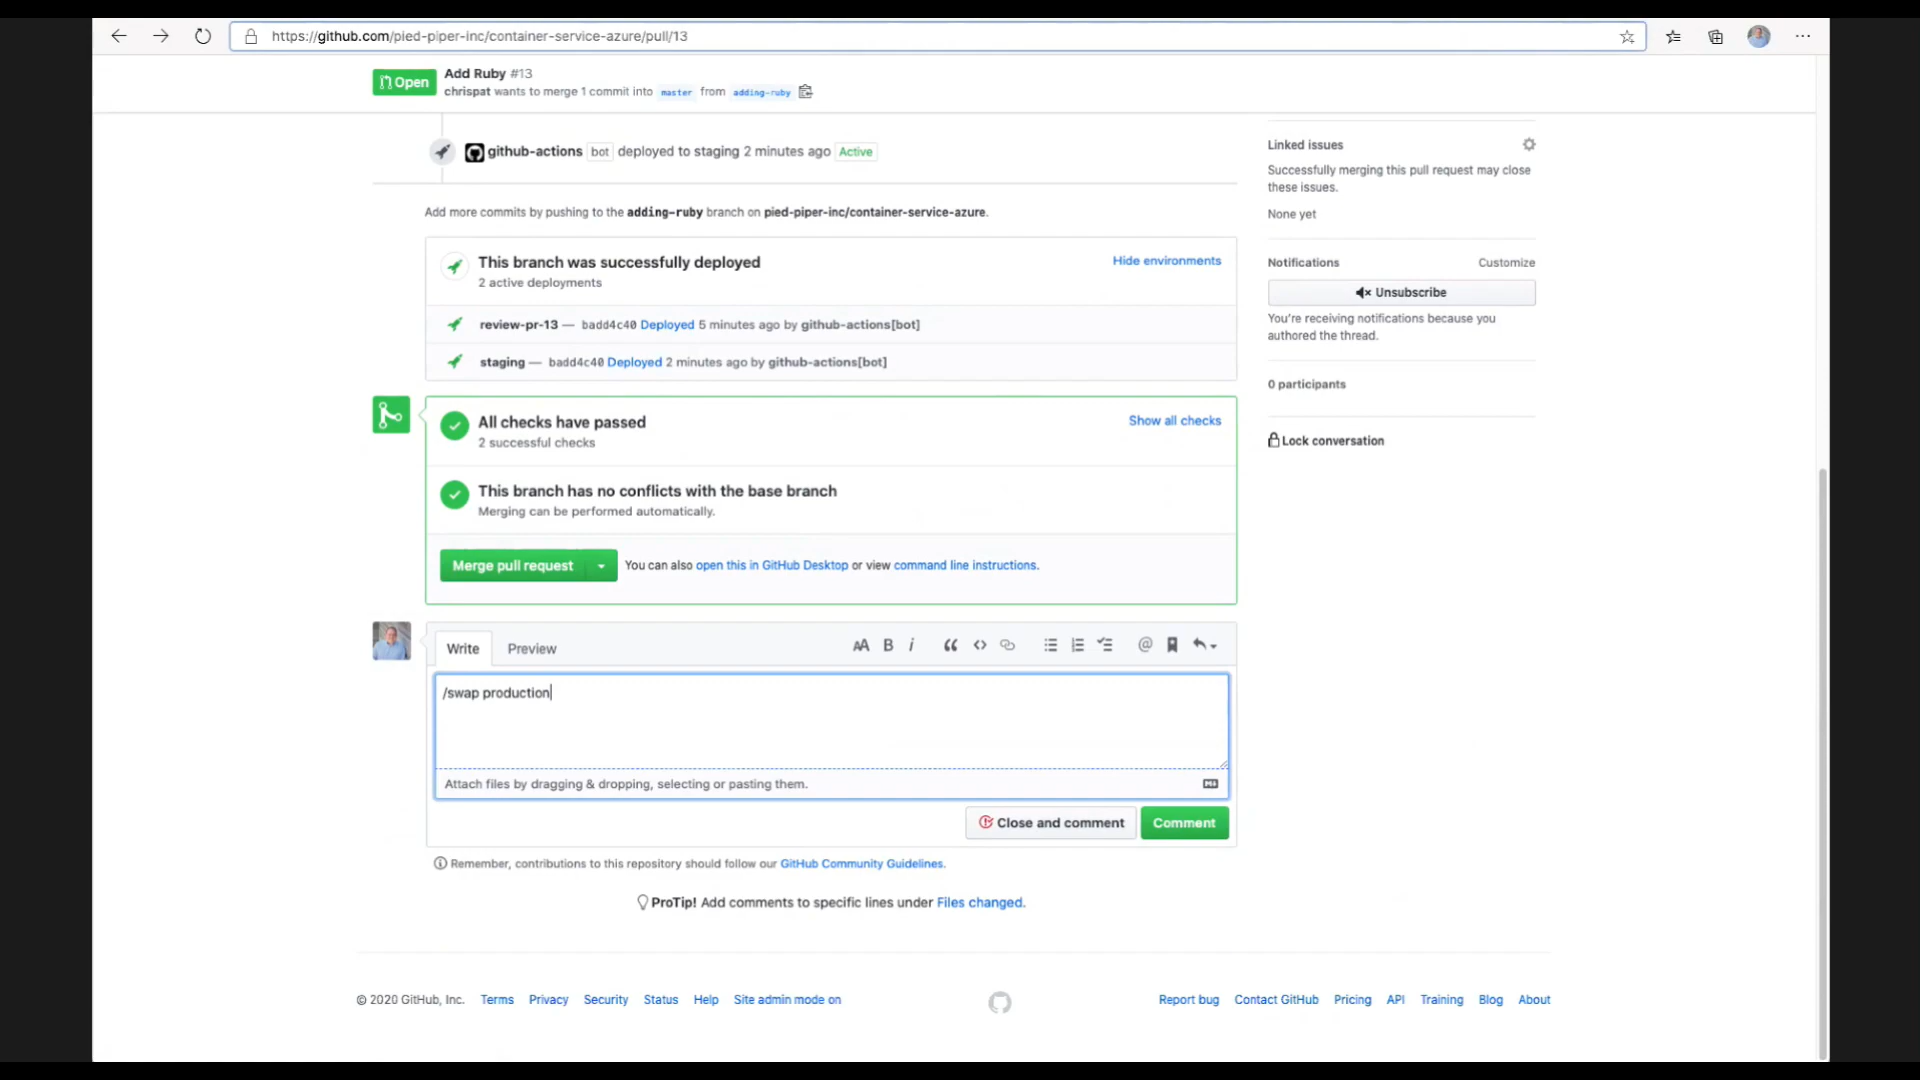 https://github.com/pied-piper-inc/container-service-azure/pull/13
Open
Add Ruby #13
chrispat wants to merge 1 commit into master from adding-ruby
github-actions bot deployed to staging 2 minutes ago Active
Add more commits by pushing to the adding-ruby branch on pied-piper-inc/container-service-azure.
This branch was successfully deployed
Hide environments
2 active deployments
review-pr-13 — badd4c40 Deployed 5 minutes ago by github-actions[bot]
staging — badd4c40 Deployed 2 minutes ago by github-actions[bot]
All checks have passed
Show all checks
2 successful checks
This branch has no conflicts with the base branch
Merging can be performed automatically.
Merge pull request
You can also open this in GitHub Desktop or view command line instructions.
Write Preview
/swap production
Attach files by dragging & dropping, selecting or pasting them.
Close and comment
Comment
Remember, contributions to this repository should follow our GitHub Community Guidelines.
ProTip! Add comments to specific lines under Files changed.
Linked issues
Successfully merging this pull request may close
these issues.
None yet
Notifications
Customize
Unsubscribe
You're receiving notifications because you
authored the thread.
0 participants
Lock conversation
© 2020 GitHub, Inc. Terms Privacy Security Status Help Site admin mode on
Report bug Contact GitHub Pricing API Training Blog About